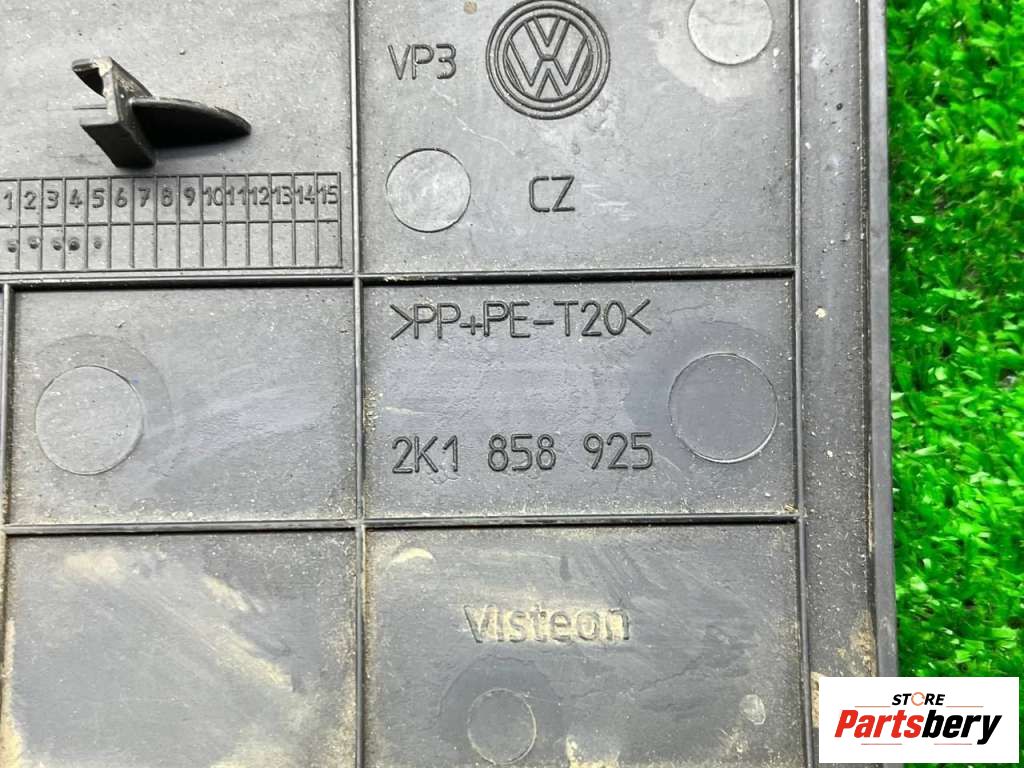 VP3
VW
CZ
1 2 3 4 5 6 7 8 9 10 11 12 13 14 15
>PP+PE-T20<
2K1 858 925
Visteon
STORE
Partsbery